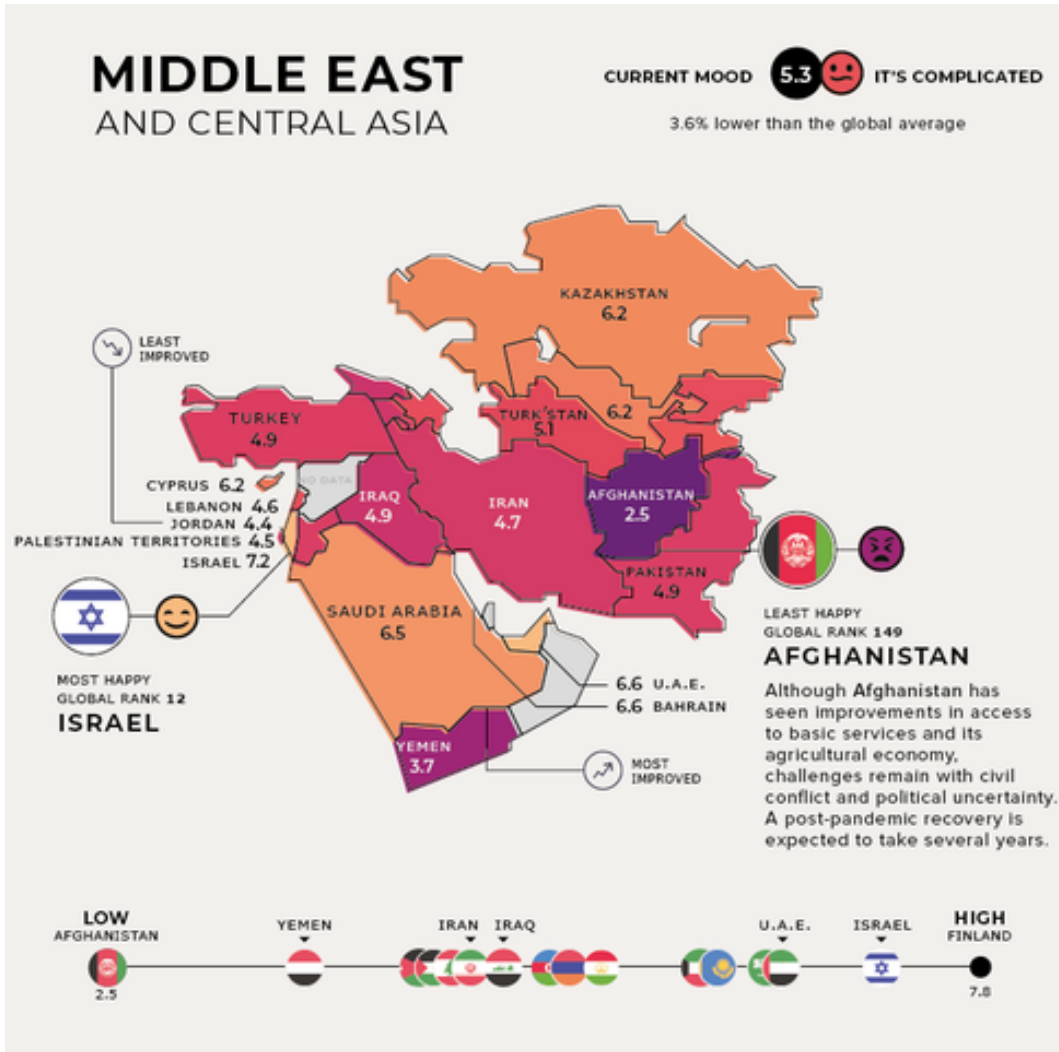 MIDDLE EAST
AND CENTRAL ASIA
CURRENT MOOD 5.3 IT'S COMPLICATED
3.6% lower than the global average
KAZAKHSTAN
6.2
LEAST
IMPROVED
TURKEY
4.9
TURK'STAN
5.1
6.2
CYPRUS 6.2
NO DATA
LEBANON 4.6
JORDAN 4.4
PALESTINIAN TERRITORIES 4.5
ISRAEL 7.2
IRAQ
4.9
IRAN
4.7
AFGHANISTAN
2.5
PAKISTAN
4.9
SAUDI ARABIA
6.5
6.6 U.A.E.
6.6 BAHRAIN
YEMEN
3.7
MOST
IMPROVED
MOST HAPPY
GLOBAL RANK 12
ISRAEL
LEAST HAPPY
GLOBAL RANK 149
AFGHANISTAN
Although Afghanistan has
seen improvements in access
to basic services and its
agricultural economy,
challenges remain with civil
conflict and political uncertainty.
A post-pandemic recovery is
expected to take several years.
LOW
AFGHANISTAN
2.5
YEMEN
IRAN
IRAQ
U.A.E.
ISRAEL
HIGH
FINLAND
7.8